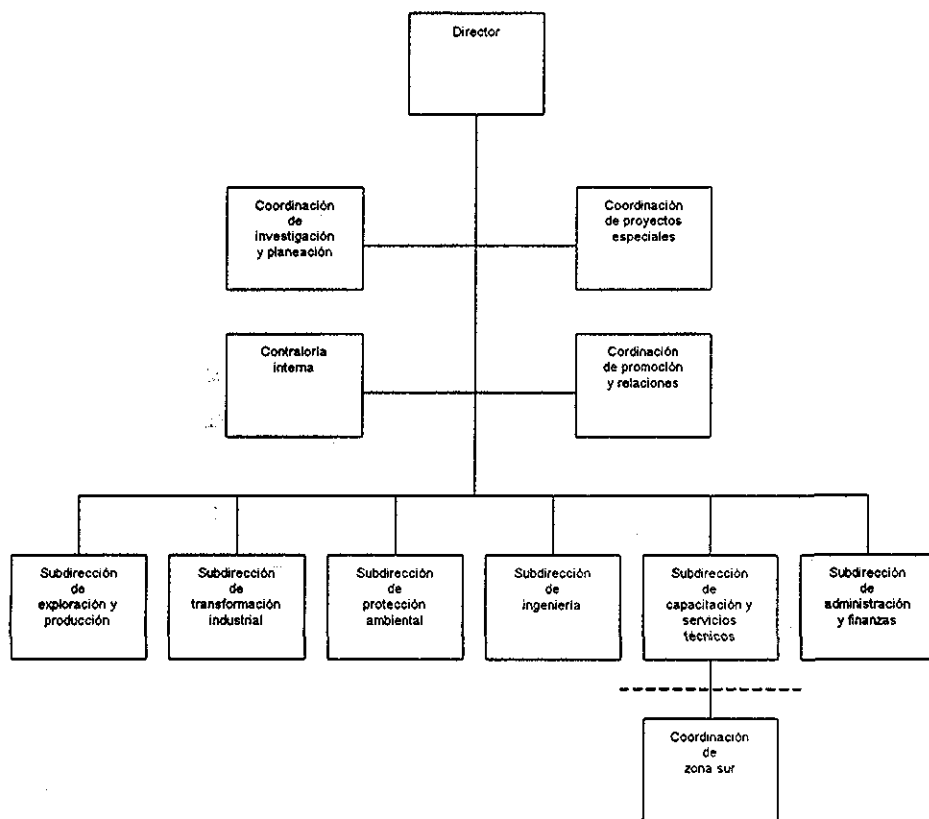 Director
Coordinación
de
investigación
y planeación
Coordinación
de proyectos
especiales
Contraloría
interna
Cordinación
de promoción
y relaciones
Subdirección
de
exploración y
producción
Subdirección
de
transformación
industrial
Subdirección
de
protección
ambiental
Subdirección
de
ingeniería
Subdirección
de
capacitación y
servicios
técnicos
Subdirección
de
administración
y finanzas
Coordinación
de
zona sur